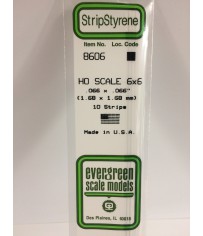 StripStyrene
Item No. Loc. Code
8606
HO SCALE 6x6
.066 x .066"
(1.68 x 1.68 mm)
10 Strips
Made in U.S.A.
evergreen
scale models
Des Plaines, IL 60018